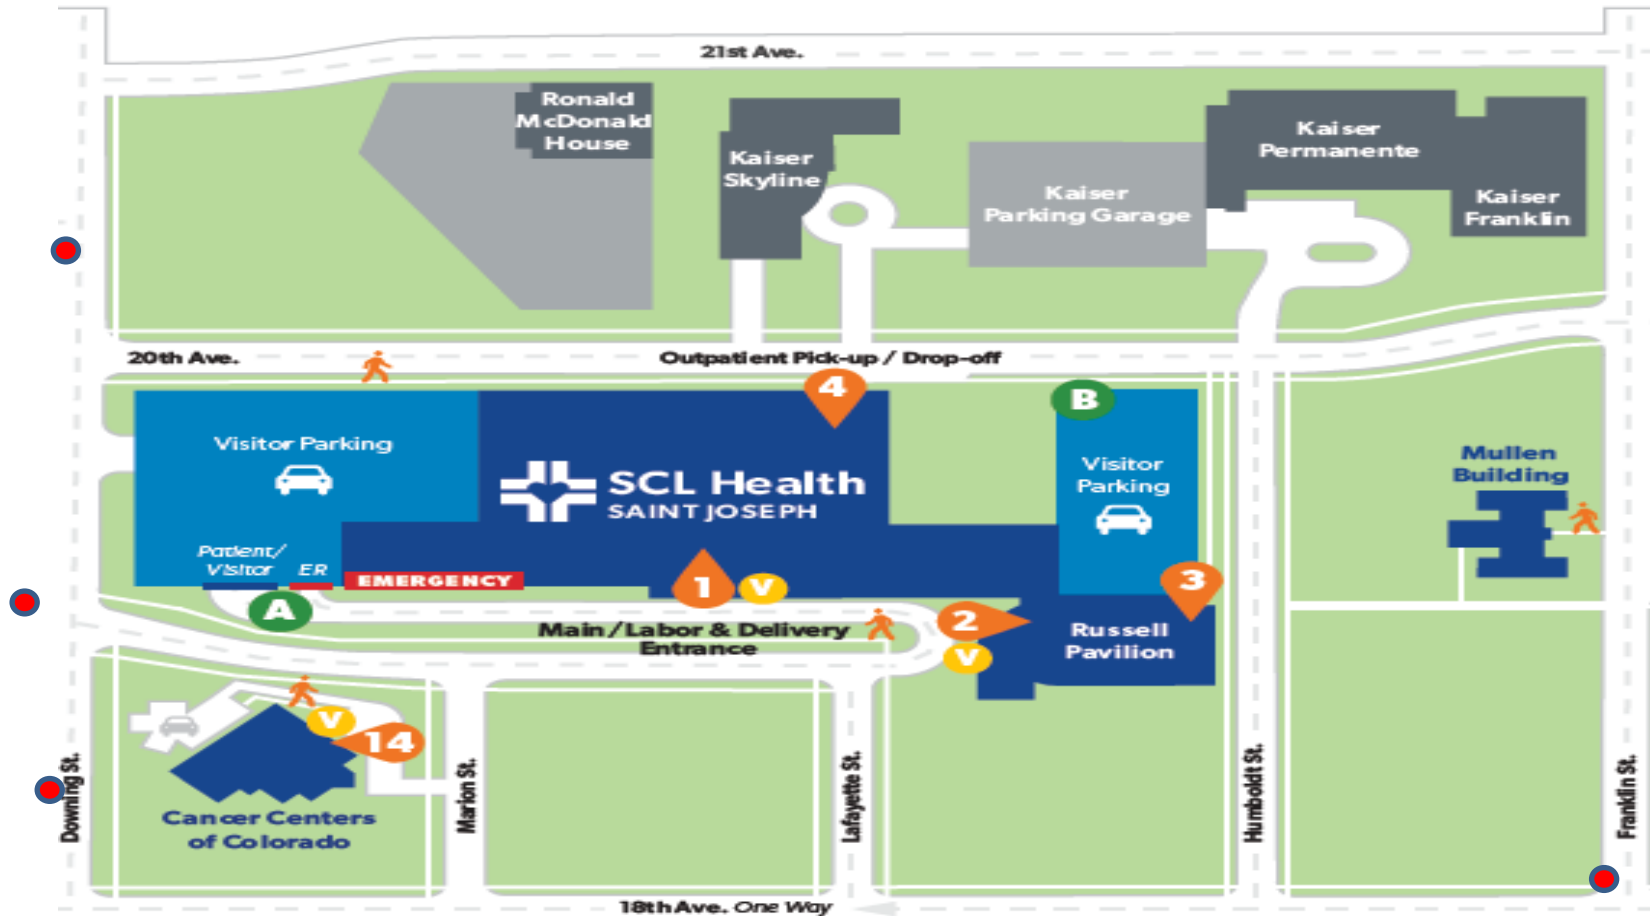 21st Ave.
Ronald
McDonald
House
Kaiser
Skyline
Kaiser
Parking Garage
Kaiser
Permanente
Kaiser
Franklin
20th Ave.
Outpatient Pick-up / Drop-off
4
B
Visitor Parking
SCL Health
SAINT JOSEPH
Visitor
Parking
Mullen
Building
Patient/
Visitor
ER
EMERGENCY
A
1
V
3
2
V
Main / Labor & Delivery
Entrance
Russell
Pavilion
V
14
Cancer Centers
of Colorado
Downing St.
Marion St.
Lafayette St.
Humboldt St.
Franklin St.
18th Ave. One Way